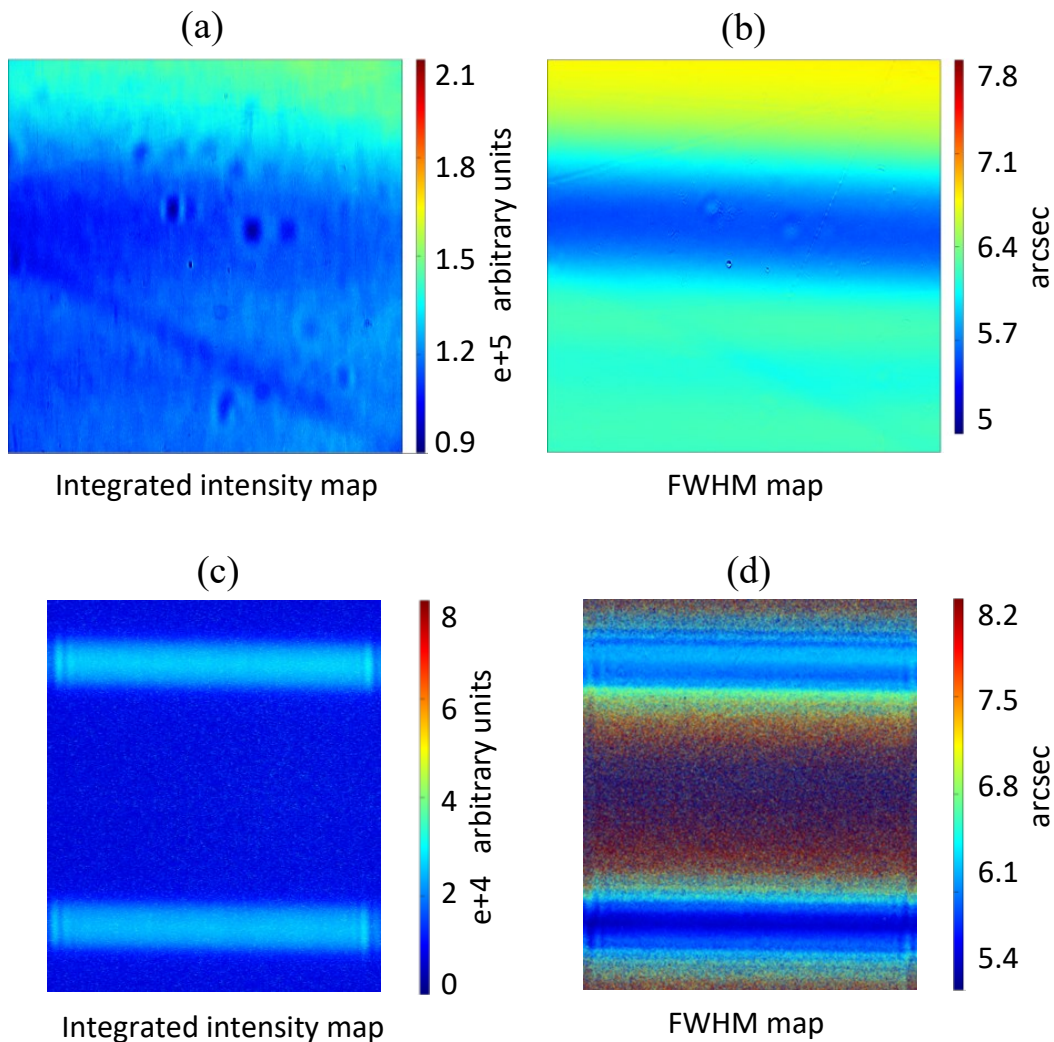 (a)
(b)
2.1
1.8
1.5
1.2
0.9
e+5 arbitrary units
7.8
7.1
6.4
5.7
5
arcsec
Integrated intensity map
FWHM map
(c)
(d)
8
6
4
2
0
e+4 arbitrary units
8.2
7.5
6.8
6.1
5.4
arcsec
Integrated intensity map
FWHM map